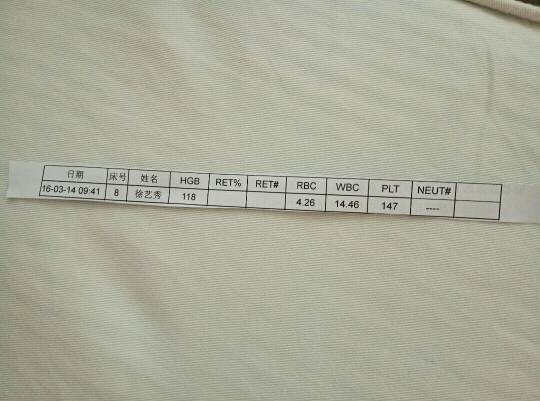 日期 床号 姓名 HGB RET% RET# RBC WBC PLT NEUT#
16-03-14 09:41 8 徐艺秀 118 4.26 14.46 147 ----